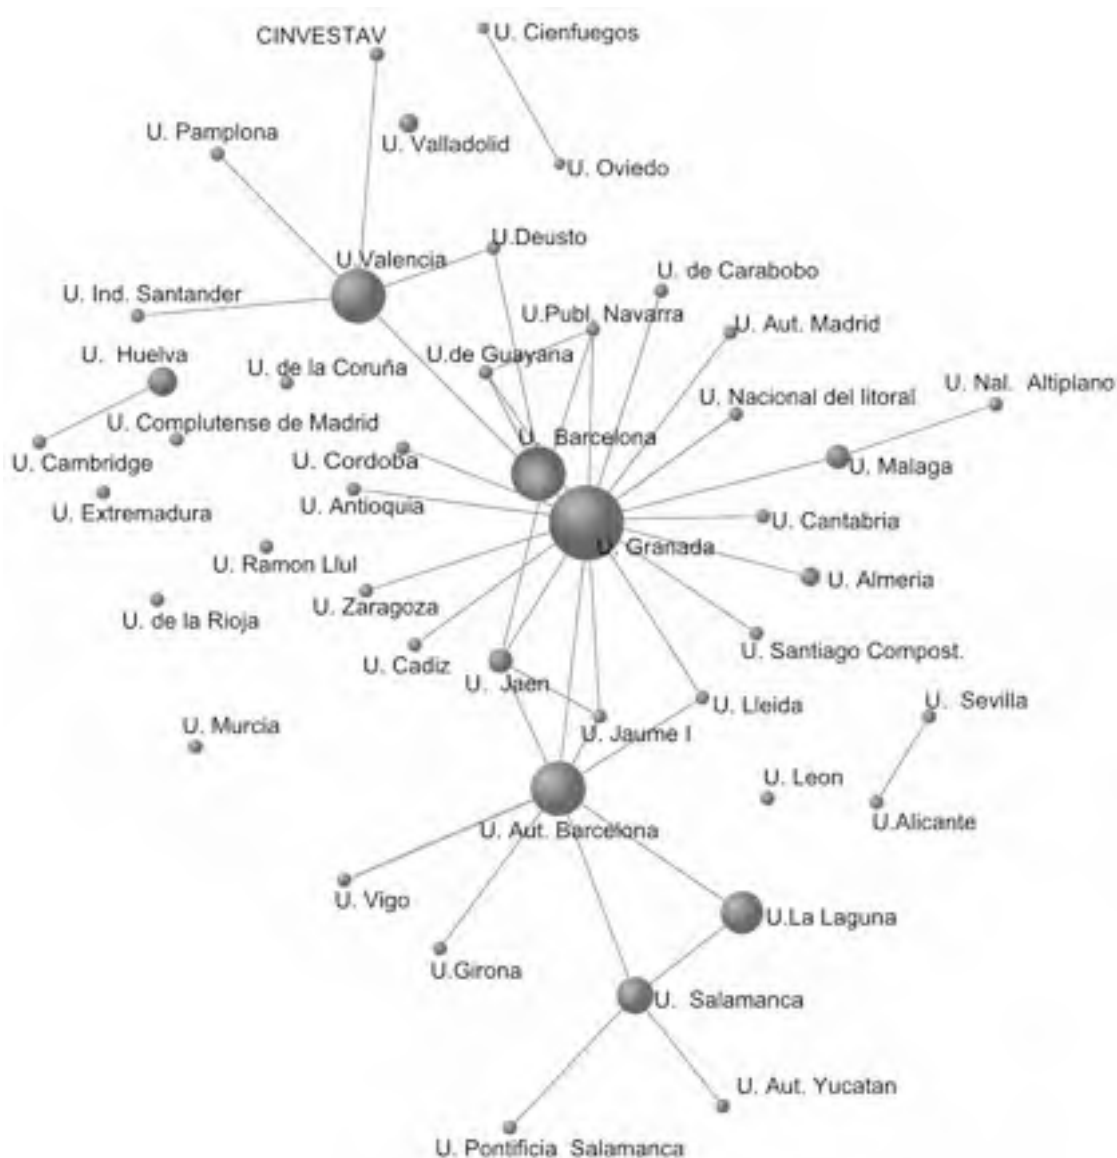 CINVESTAV
U. Cienfuegos
U. Pamplona
U. Valladolid
U. Oviedo
U.Deusto
U.Valencia
U. de Carabobo
U. Ind. Santander
U.Publ. Navarra
U. Aut. Madrid
U. Huelva
U.de Guayana
U. de la Coruña
U. Nal. Altiplano
U. Nacional del litoral
U. Complutense de Madrid
U. Barcelona
U. Cambridge
U. Cordoba
U. Malaga
U. Extremadura
U. Antioquia
U. Cantabria
U. Granada
U. Ramon Llul
U. Almeria
U. Zaragoza
U. de la Rioja
U. Santiago Compost.
U. Cadiz
U. Jaen
U. Lleida
U. Sevilla
U. Murcia
U. Jaume I
U. Leon
U.Alicante
U. Aut. Barcelona
U. Vigo
U.La Laguna
U.Girona
U. Salamanca
U. Aut. Yucatan
U. Pontificia Salamanca